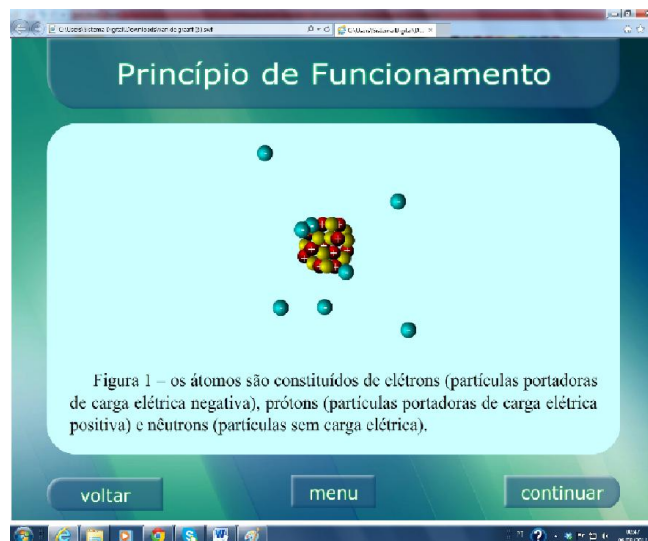 Princípio de Funcionamento
Figura 1 – os átomos são constituídos de elétrons (partículas portadoras
de carga elétrica negativa), prótons (partículas portadoras de carga elétrica
positiva) e nêutrons (partículas sem carga elétrica).
voltar
menu
continuar
PT